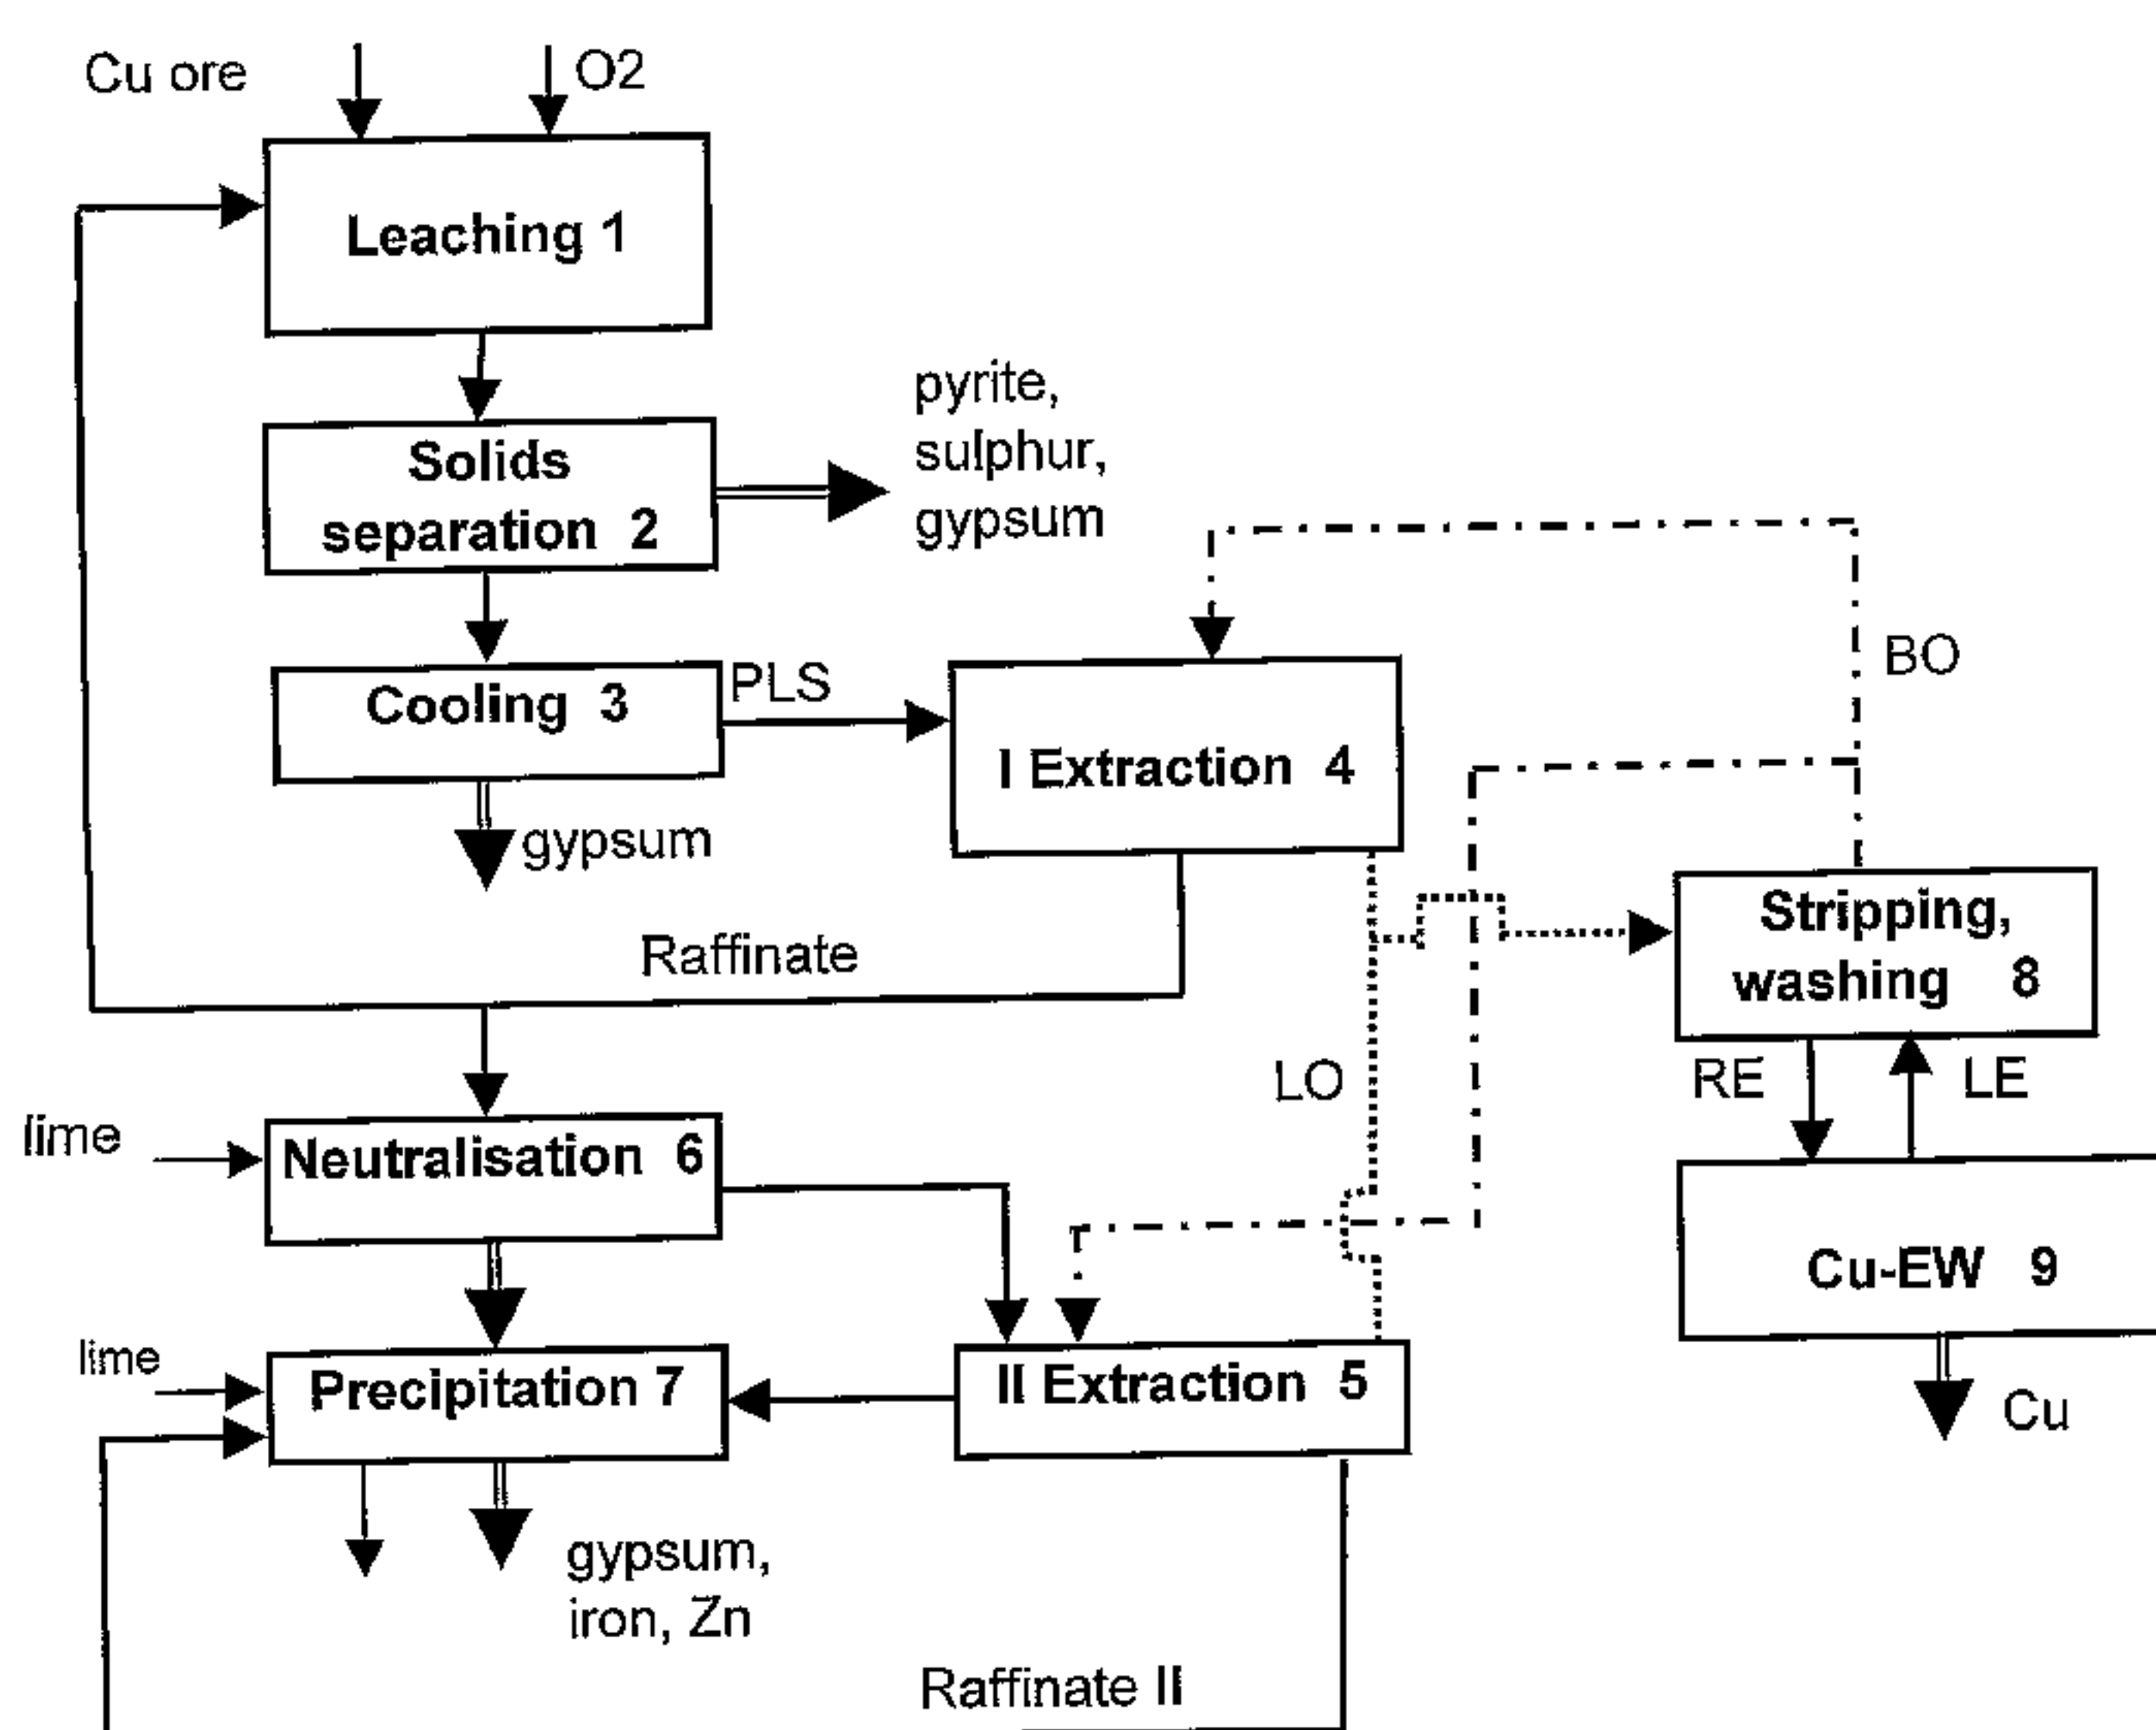 Cu ore
O2
Leaching 1
Solids
separation 2
pyrite,
sulphur,
gypsum
Cooling 3
PLS
I Extraction 4
BO
gypsum
Stripping,
washing 8
Raffinate
LO
RE
LE
lime
Neutralisation 6
Cu-EW 9
lime
Precipitation 7
II Extraction 5
Cu
gypsum,
iron, Zn
Raffinate II